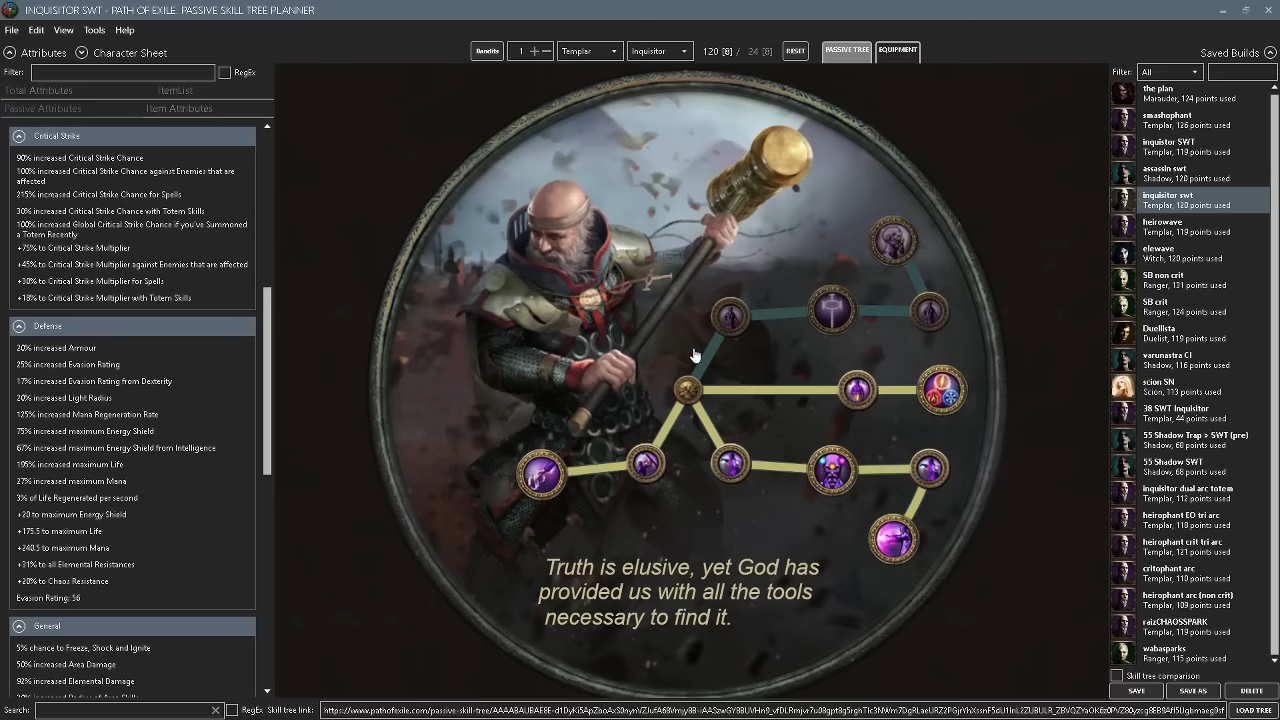 INQUISITOR SWT - PATH OF EXILE: PASSIVE SKILL TREE PLANNER
File Edit View Tools Help
Attributes Character Sheet
Bandits 1 Templar Inquisitor 120 [8] / 24 [8] RESET PASSIVE TREE EQUIPMENT
Saved Builds
Filter: RegEx
Filter: All
Total Attributes ItemList
Passive Attributes Item Attributes
Critical Strike
90% increased Critical Strike Chance
100% increased Critical Strike Chance against Enemies that are
affected
215% increased Critical Strike Chance for Spells
30% increased Critical Strike Chance with Totem Skills
100% increased Global Critical Strike Chance if you've Summoned
a Totem Recently
+75% to Critical Strike Multiplier
+45% to Critical Strike Multiplier against Enemies that are affected
+30% to Critical Strike Multiplier for Spells
+18% to Critical Strike Multiplier with Totem Skills
Defense
20% increased Armour
25% increased Evasion Rating
17% increased Evasion Rating from Dexterity
20% increased Light Radius
125% increased Mana Regeneration Rate
75% increased maximum Energy Shield
67% increased maximum Energy Shield from Intelligence
195% increased maximum Life
27% increased maximum Mana
3% of Life Regenerated per second
+20 to maximum Energy Shield
+175.5 to maximum Life
+240.5 to maximum Mana
+31% to all Elemental Resistances
+20% to Chaos Resistance
Evasion Rating: 56
General
5% chance to Freeze, Shock and Ignite
50% increased Area Damage
92% increased Elemental Damage
Truth is elusive, yet God has
provided us with all the tools
necessary to find it.
the plan
Marauder, 124 points used
smashophant
Templar, 126 points used
inquistor SWT
Templar, 119 points used
assassin swt
Shadow, 120 points used
inquisitor swt
Templar, 120 points used
heirowave
Templar, 119 points used
elewave
Witch, 120 points used
SB non crit
Ranger, 131 points used
SB crit
Ranger, 124 points used
Duellista
Duelist, 119 points used
varunastra CI
Shadow, 116 points used
scion SN
Scion, 113 points used
38 SWT Inquisitor
Templar, 44 points used
55 Shadow Trap > SWT (pre)
Shadow, 68 points used
55 Shadow SWT
Shadow, 68 points used
inquisitor dual arc totem
Templar, 112 points used
heirophant EO tri arc
Templar, 118 points used
heirophant crit tri arc
Templar, 121 points used
critophant arc
Templar, 110 points used
heirophant arc (non crit)
Templar, 109 points used
raizCHAOSSPARK
Templar, 119 points used
wabasparks
Ranger, 115 points used
Skill tree comparison
SAVE SAVE AS DELETE
Search: RegEx Skill tree link: LOAD TREE